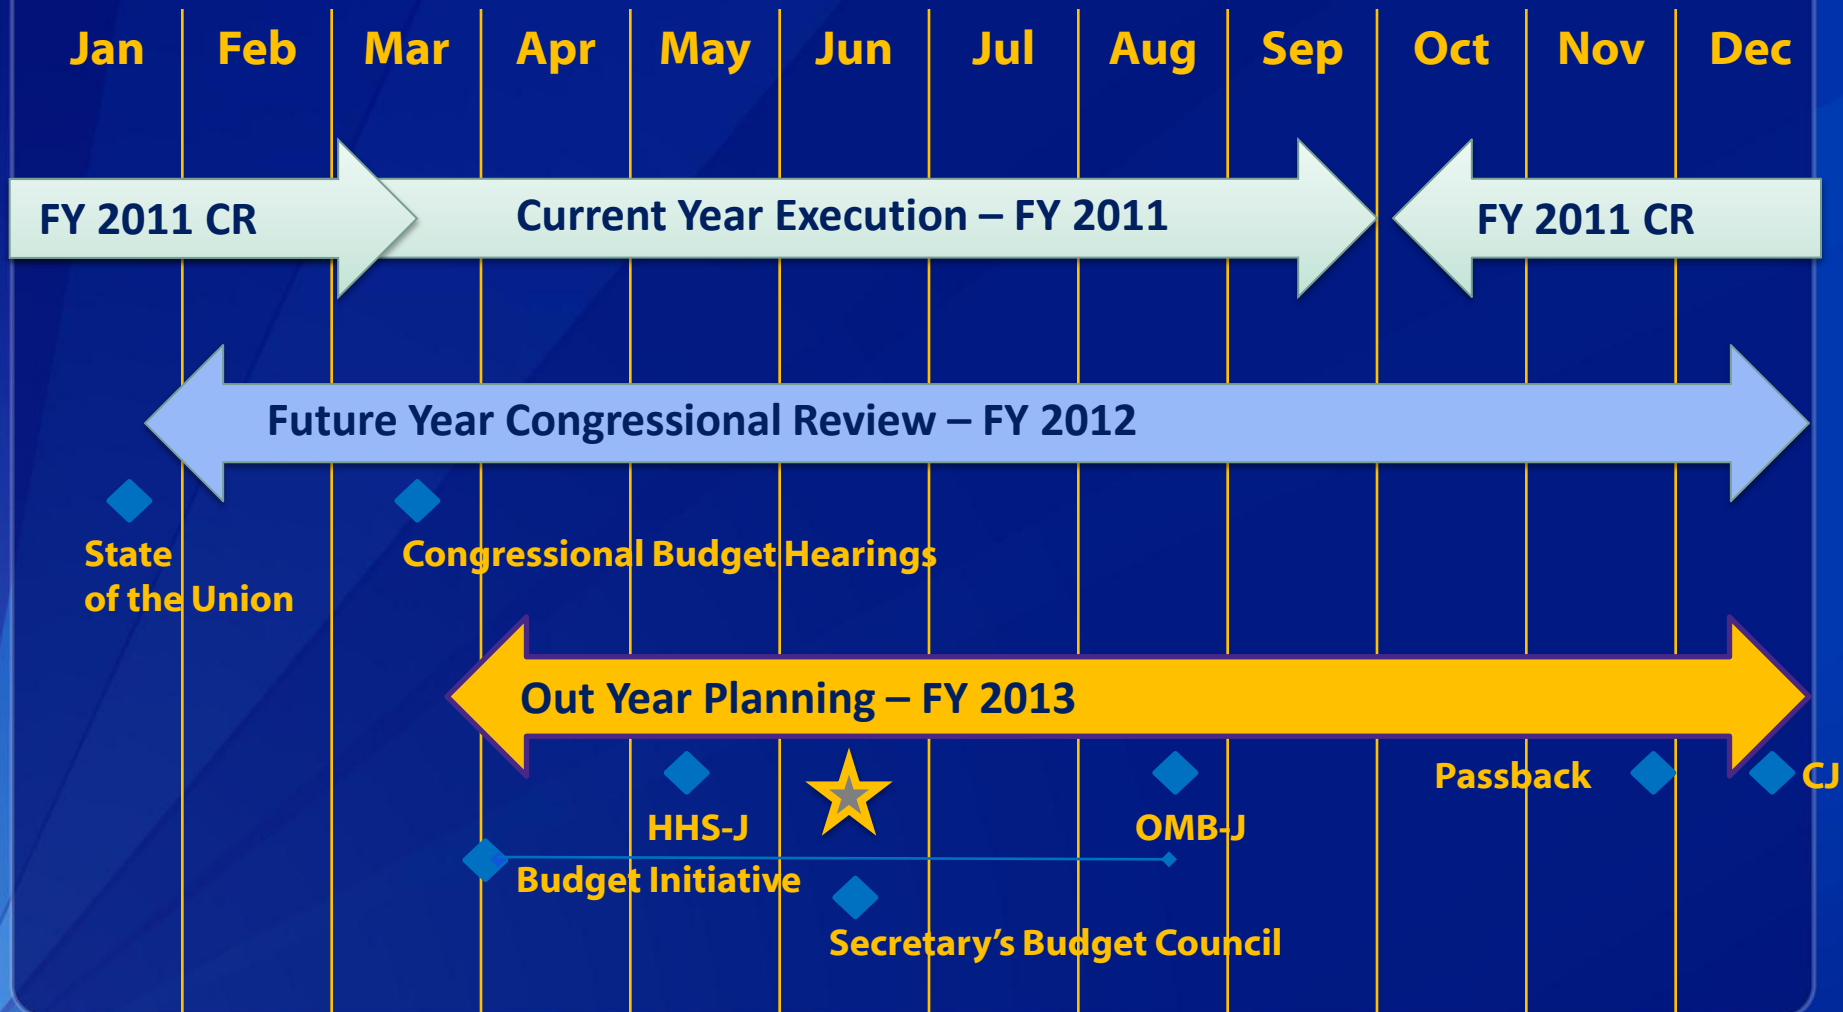 Jan Feb Mar Apr May Jun Jul Aug Sep Oct Nov Dec
FY 2011 CR
Current Year Execution – FY 2011
FY 2011 CR
Future Year Congressional Review – FY 2012
State
of the Union
Congressional Budget Hearings
Out Year Planning – FY 2013
Passback
CJ
HHS-J
OMB-J
Budget Initiative
Secretary’s Budget Council